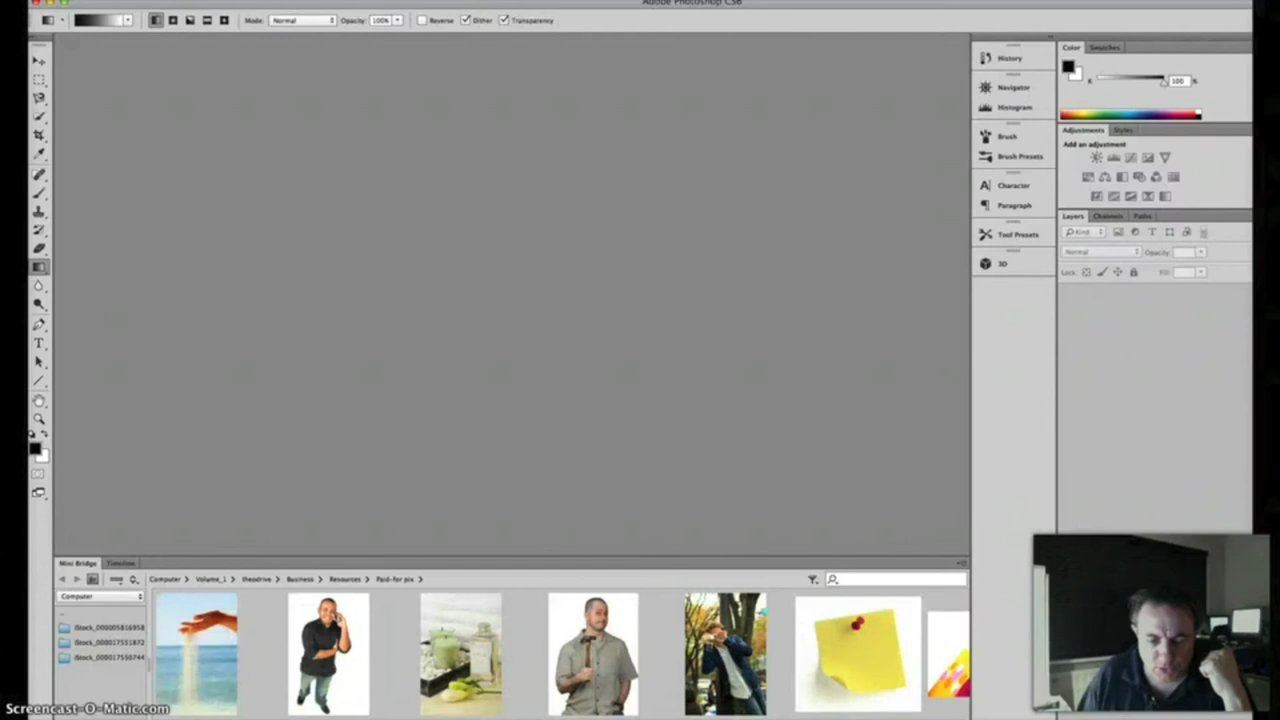 Adobe Photoshop CS6
Mode: Normal Opacity: 100% Reverse Dither Transparency
History
Navigator
Histogram
Brush
Brush Presets
Character
Paragraph
Tool Presets
3D
Color Swatches
K 100 %
Adjustments Styles
Add an adjustment
Layers Channels Paths
Kind
Normal Opacity:
Lock: Fill:
Mini Bridge Timeline
Computer Volume_1 theodrive Business Resources Paid-for pix
Computer
iStock_000005816958
iStock_000017551872
iStock_000017550744
Screencast-O-Matic.com